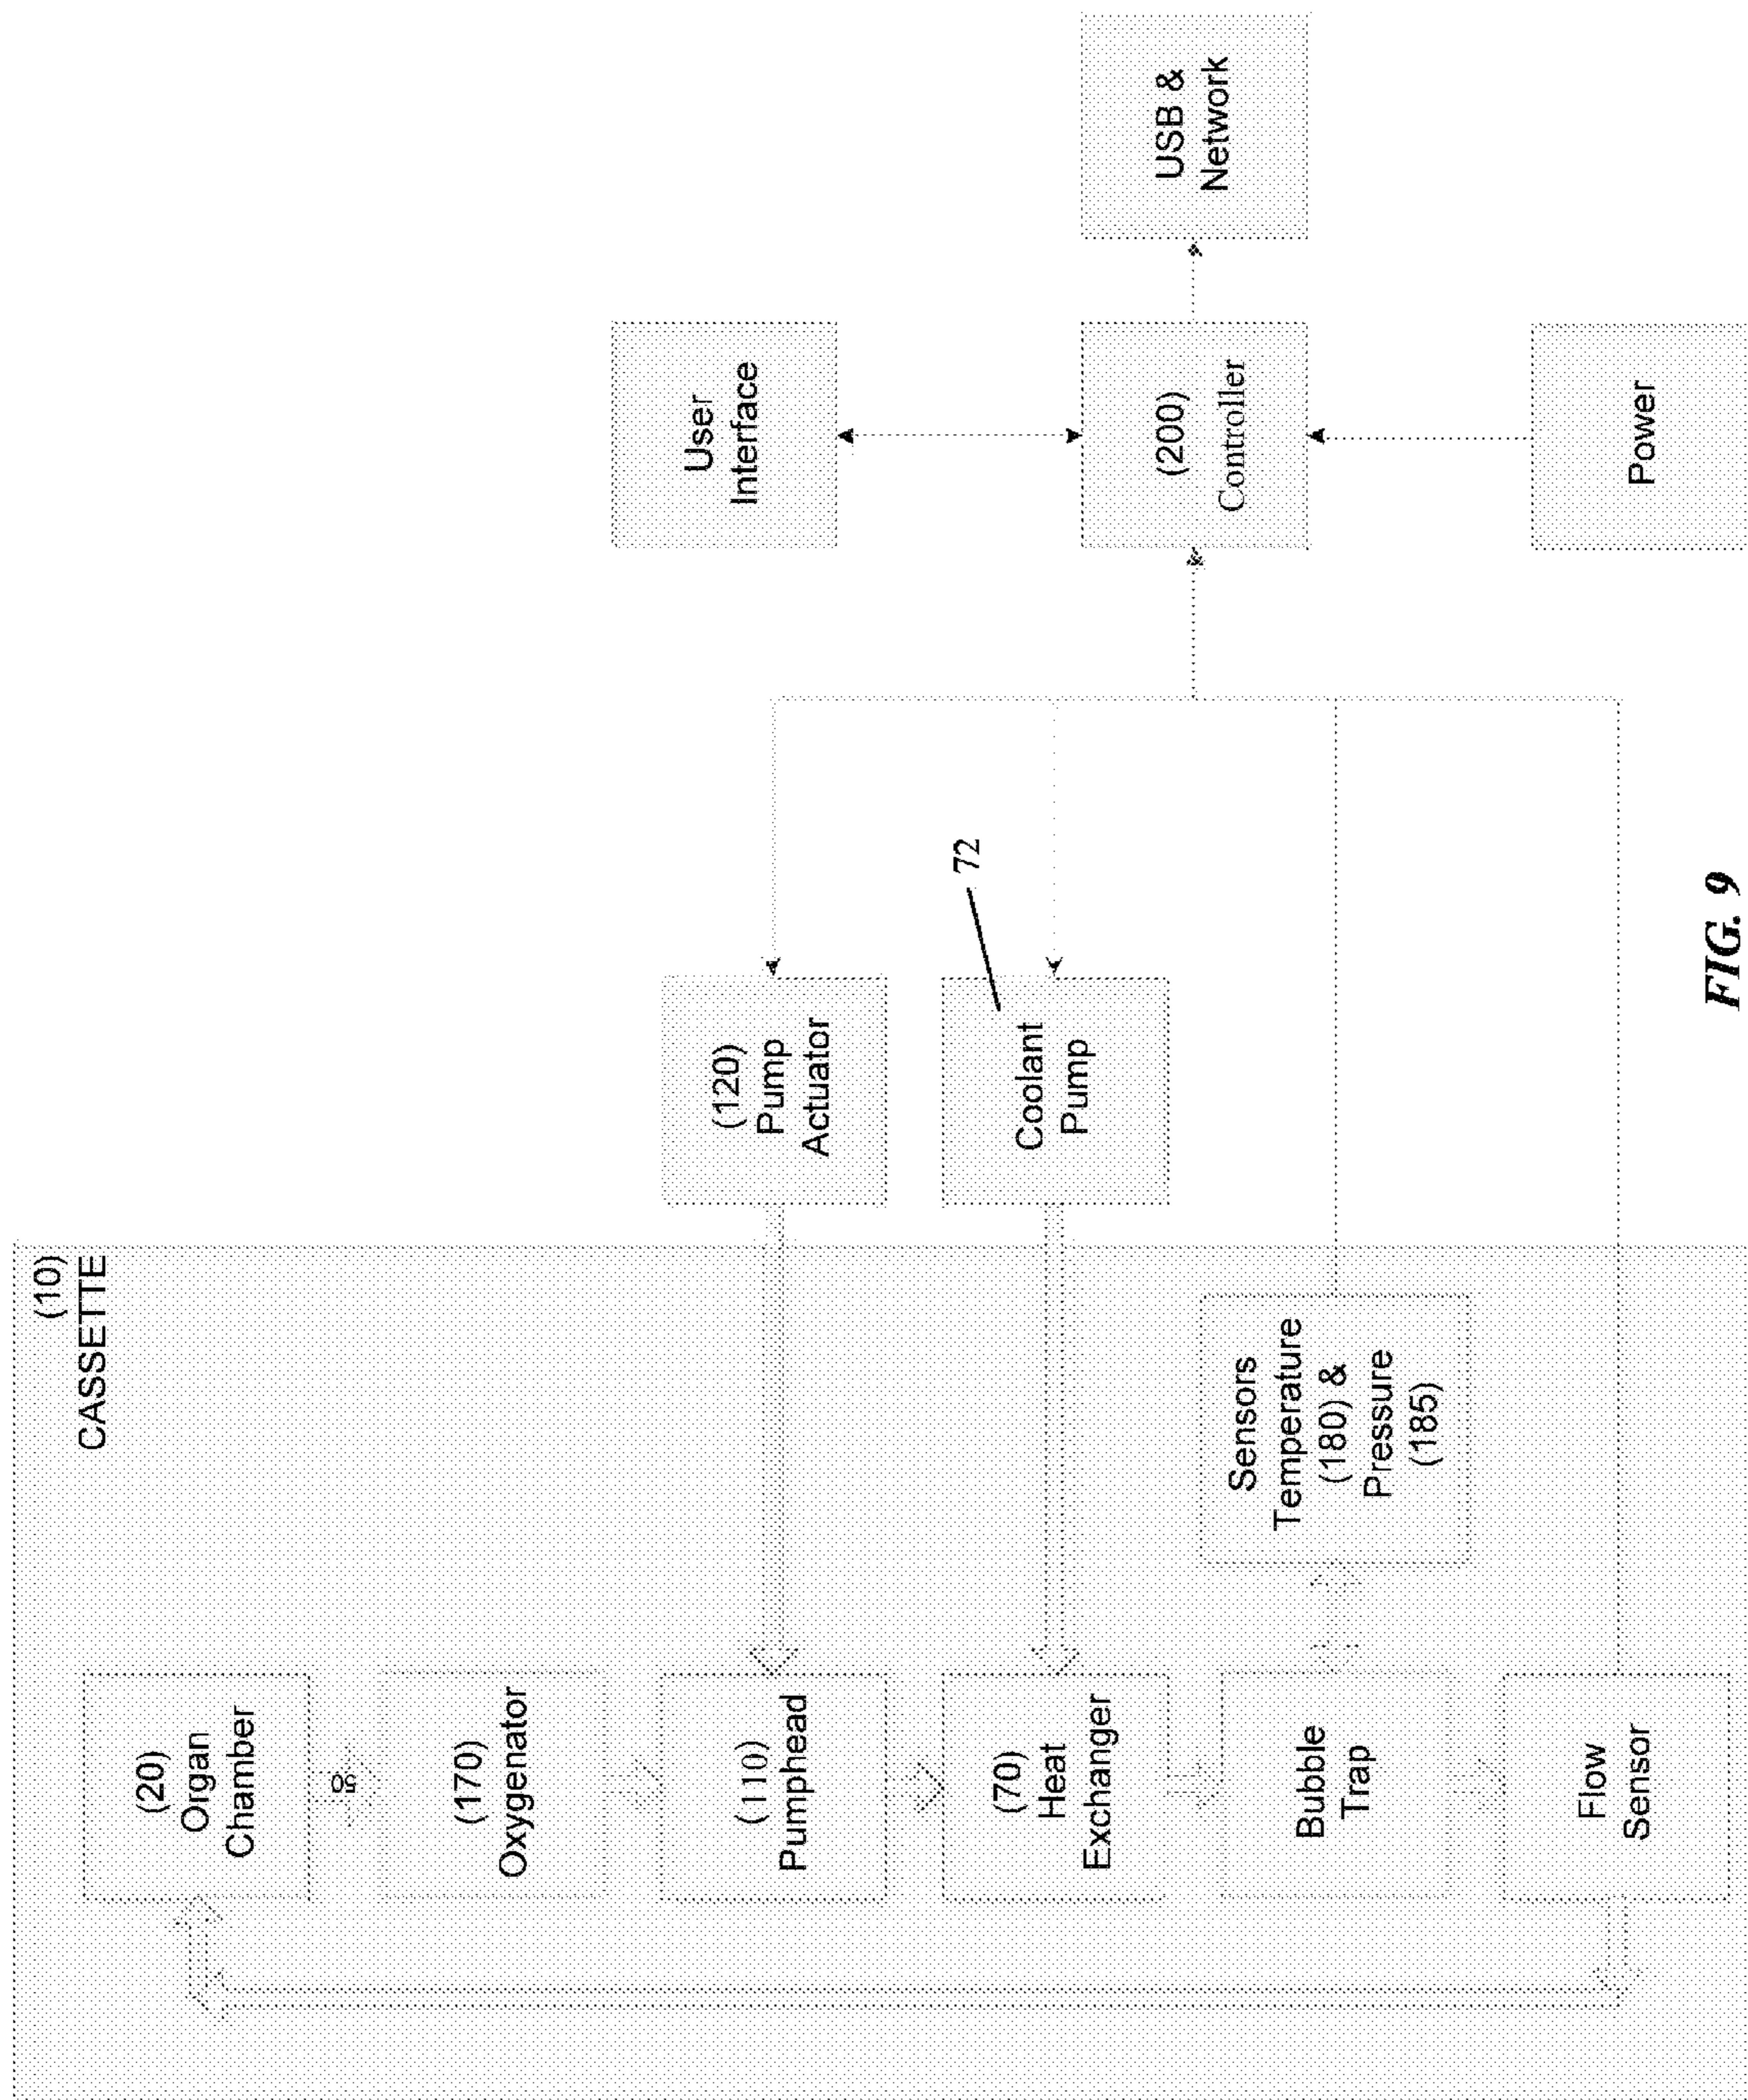 (10)
CASSETTE
(20)
Organ
Chamber
50
(170)
Oxygenator
(110)
Pumphead
(70)
Heat
Exchanger
Bubble
Trap
Flow
Sensor
Sensors
Temperature
(180) &
Pressure
(185)
(120)
Pump
Actuator
Coolant
Pump
72
User
Interface
(200)
Controller
Power
USB &
Network
FIG. 9